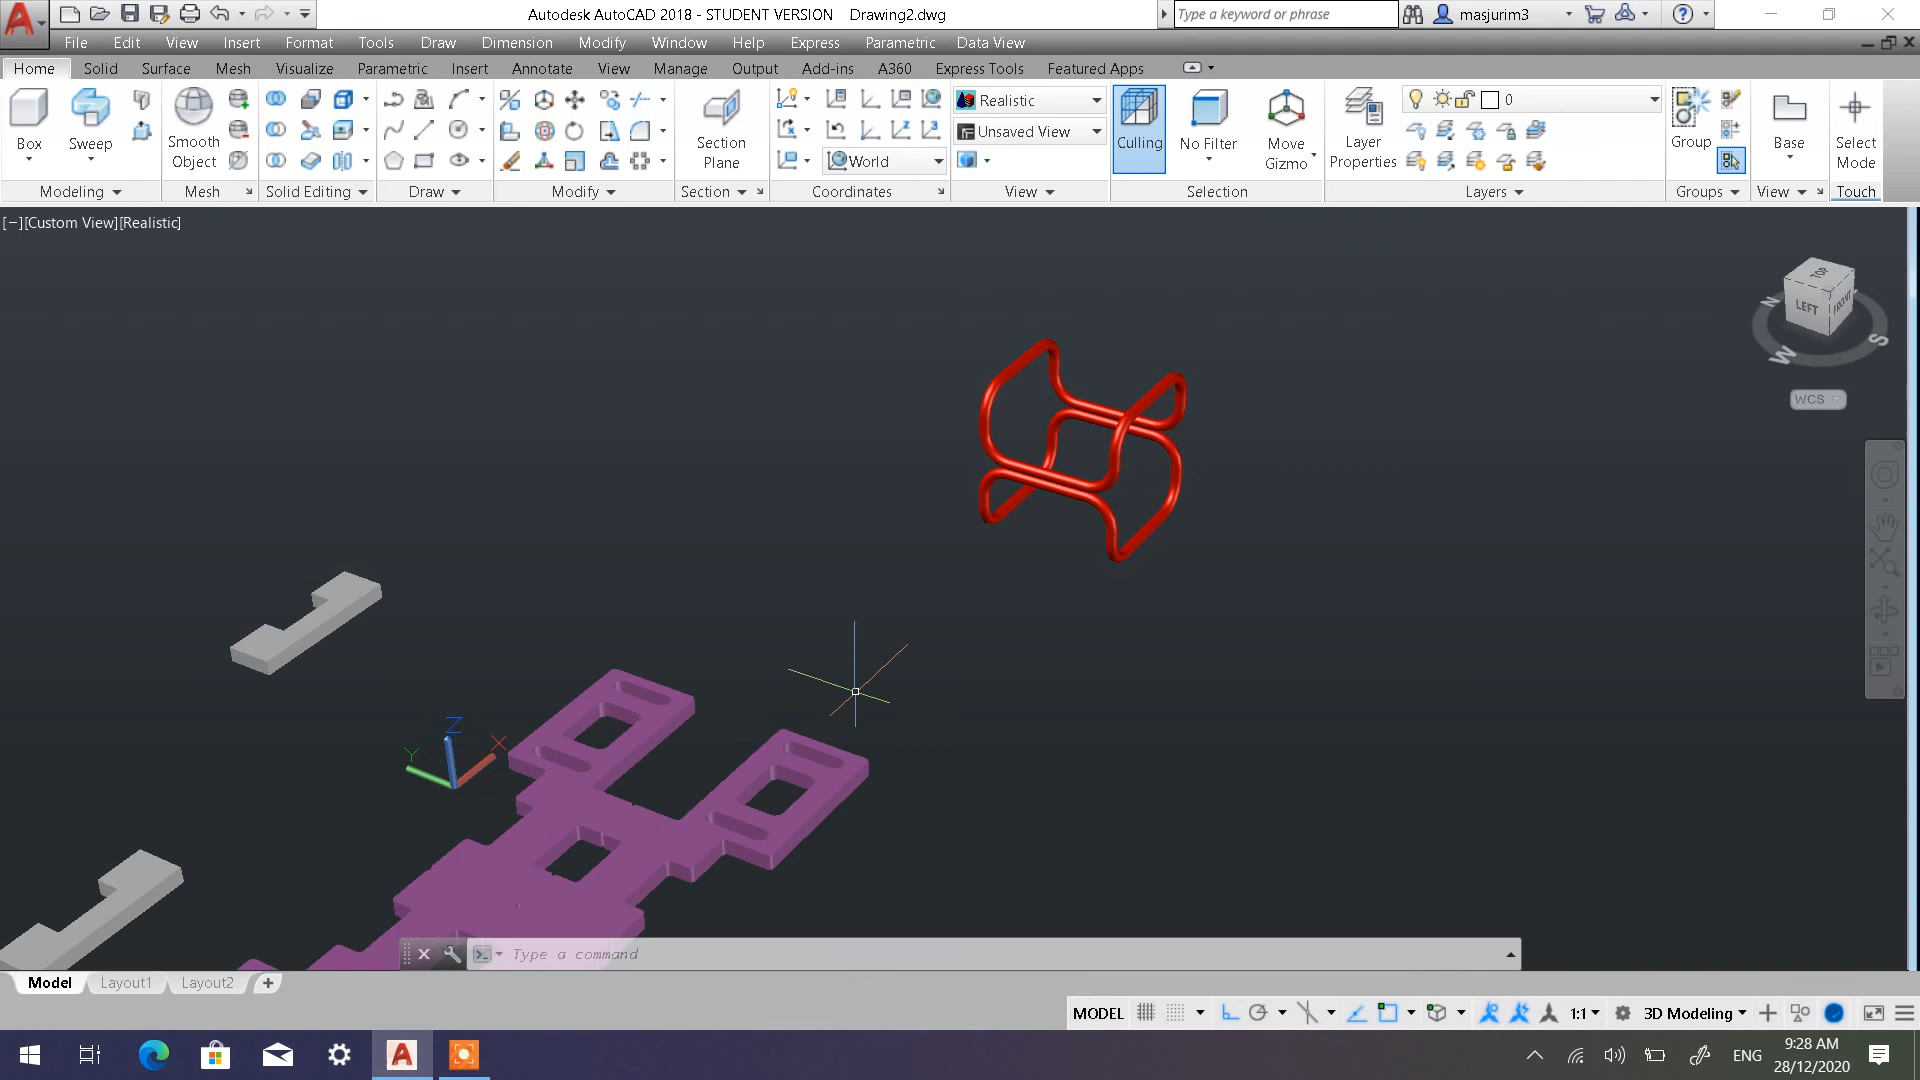 Autodesk AutoCAD 2018 - STUDENT VERSION Drawing2.dwg
Type a keyword or phrase
masjurim3
File Edit View Insert Format Tools Draw Dimension Modify Window Help Express Parametric Data View
Home Solid Surface Mesh Visualize Parametric Insert Annotate View Manage Output Add-ins A360 Express Tools Featured Apps
Box
Sweep
Smooth Object
Section Plane
World
Realistic
Unsaved View
Culling
No Filter
Move Gizmo
Layer Properties
0
Group
Base
Select Mode
Modeling Mesh Solid Editing Draw Modify Section Coordinates View Selection Layers Groups View Touch
[−][Custom View][Realistic]
TOP
LEFT
FRONT
N
W
S
WCS
Z
Y
X
Type a command
Model Layout1 Layout2 +
MODEL
1:1
3D Modeling
ENG
9:28 AM
28/12/2020